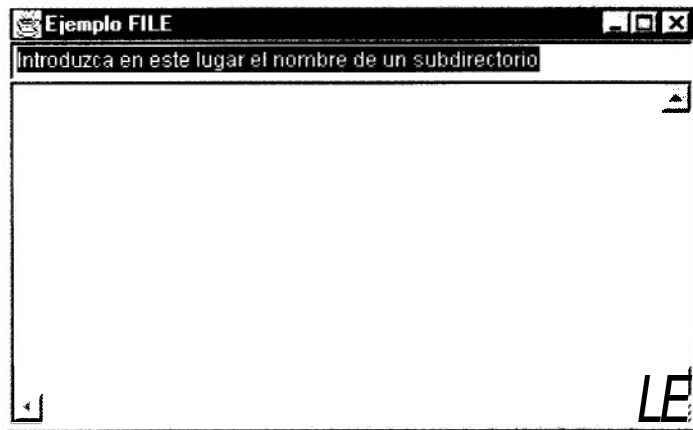 Ejemplo FILE
Introduzca en este lugar el nombre de un subdirectorio
LE